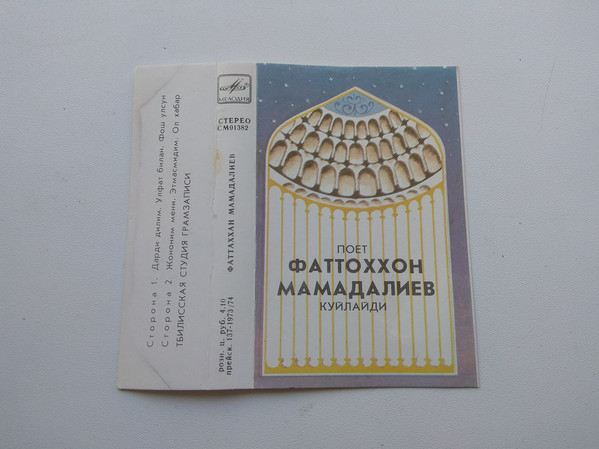 Сторона 1. Дарди дилим. Улфат билан. Фош улсун
Сторона 2 Жононим мени. Этмасмидим. Ол хабар
ТБИЛИССКАЯ СТУДИЯ ГРАМЗАПИСИ
МЕЛОДИЯ
СТЕРЕО
СМ01382
ФАТТАХХАН МАМАДАЛИЕВ
розн. ц. руб. 4,10
прейск. 137-1973/74
ПОЕТ
ФАТТОХХОН
МАМАДАЛИЕВ
КУЙЛАЙДИ